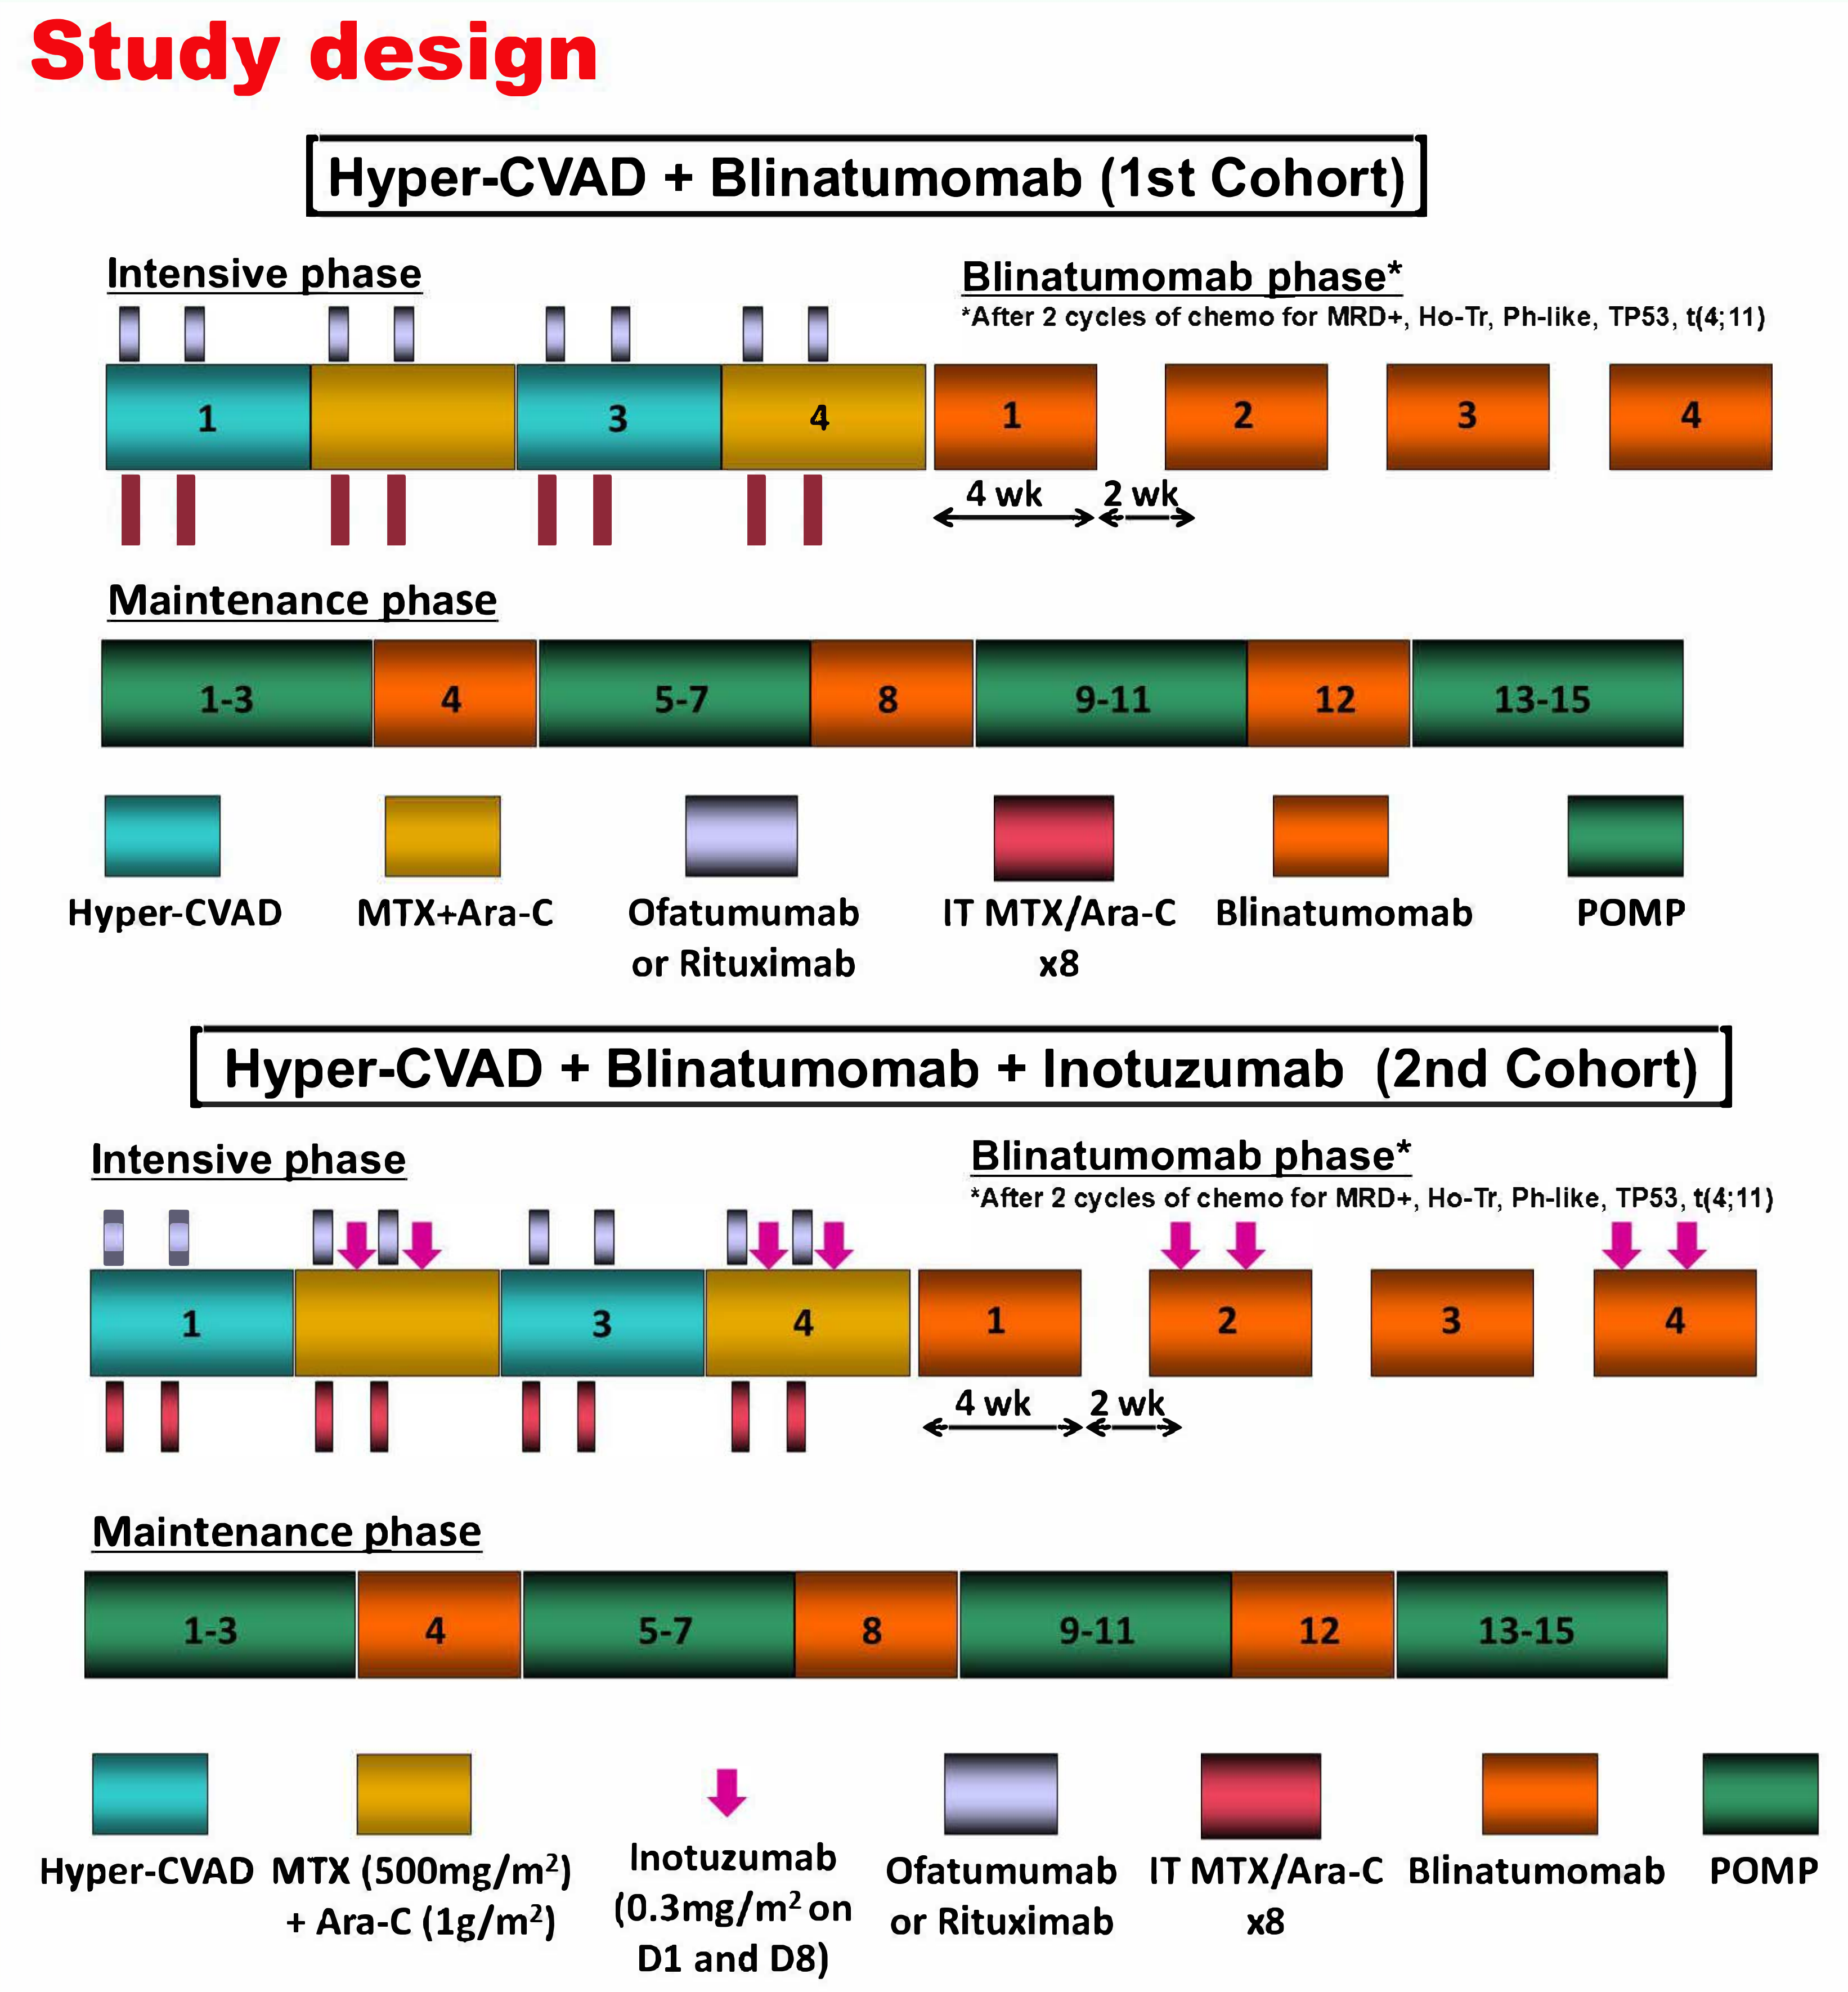 Study design
Hyper-CVAD + Blinatumomab (1st Cohort)
Intensive phase
Blinatumomab phase*
*After 2 cycles of chemo for MRD+, Ho-Tr, Ph-like, TP53, t(4;11)
1 3 4 1 2 3 4
4 wk 2 wk
Maintenance phase
1-3 4 5-7 8 9-11 12 13-15
Hyper-CVAD MTX+Ara-C Ofatumumab IT MTX/Ara-C Blinatumomab POMP
or Rituximab x8
Hyper-CVAD + Blinatumomab + Inotuzumab (2nd Cohort)
Intensive phase
Blinatumomab phase*
*After 2 cycles of chemo for MRD+, Ho-Tr, Ph-like, TP53, t(4;11)
1 3 4 1 2 3 4
4 wk 2 wk
Maintenance phase
1-3 4 5-7 8 9-11 12 13-15
Hyper-CVAD MTX (500mg/m²) Inotuzumab Ofatumumab IT MTX/Ara-C Blinatumomab POMP
+ Ara-C (1g/m²) (0.3mg/m² on or Rituximab x8
D1 and D8)